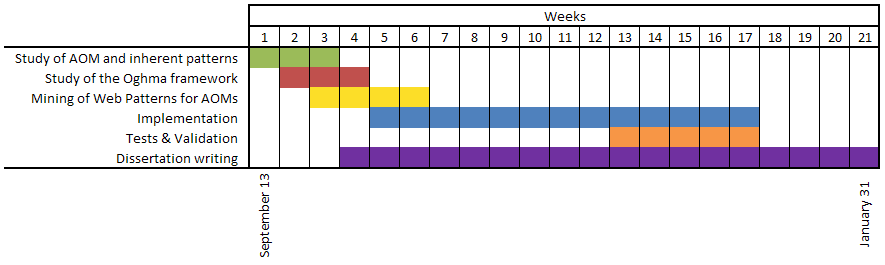 Weeks
1 2 3 4 5 6 7 8 9 10 11 12 13 14 15 16 17 18 19 20 21
Study of AOM and inherent patterns
Study of the Oghma framework
Mining of Web Patterns for AOMs
Implementation
Tests & Validation
Dissertation writing
September 13
January 31